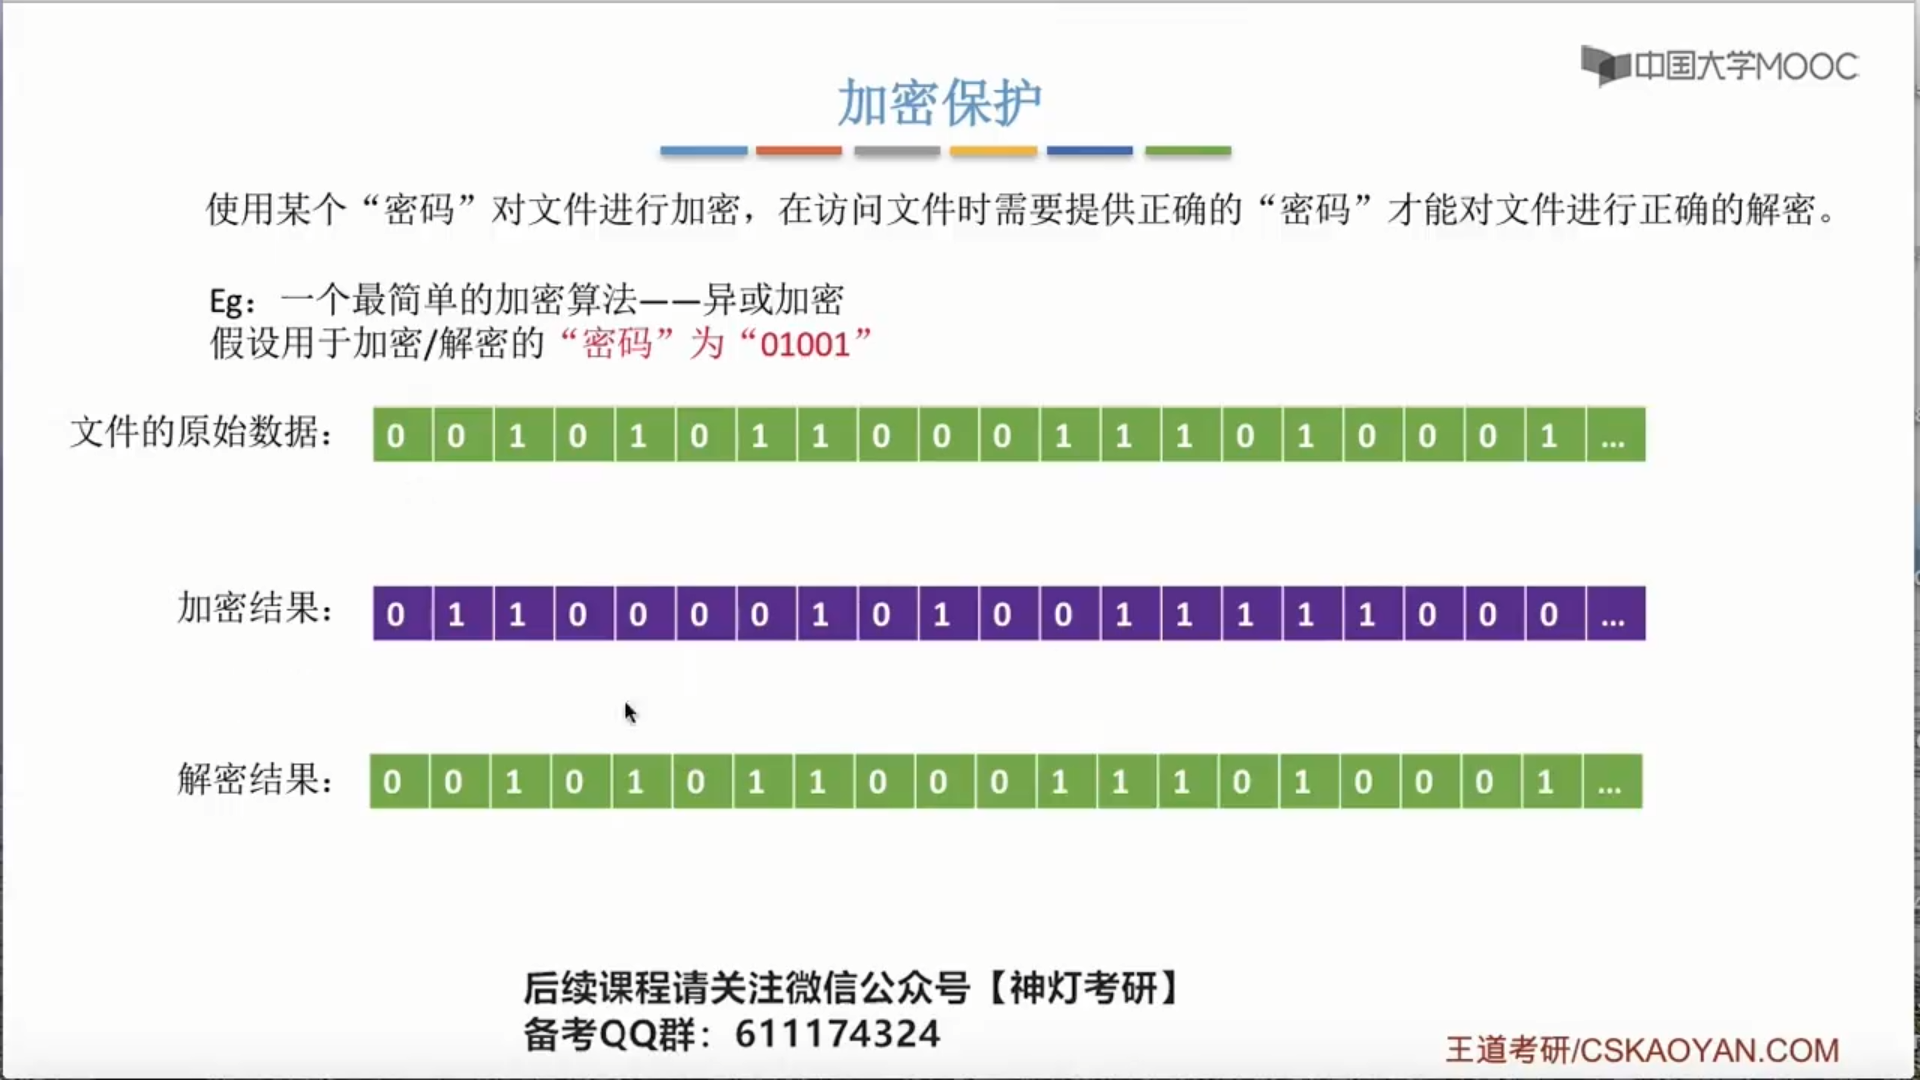 中国大学MOOC
加密保护
使用某个“密码”对文件进行加密，在访问文件时需要提供正确的“密码”才能对文件进行正确的解密。
Eg：一个最简单的加密算法——异或加密
假设用于加密/解密的“密码”为“01001”
文件的原始数据： 0 0 1 0 1 0 1 1 0 0 0 1 1 1 0 1 0 0 0 1 ...
加密结果： 0 1 1 0 0 0 0 1 0 1 0 0 1 1 1 1 1 0 0 0 ...
解密结果： 0 0 1 0 1 0 1 1 0 0 0 1 1 1 0 1 0 0 0 1 ...
后续课程请关注微信公众号【神灯考研】
备考QQ群：611174324
王道考研/CSKAOYAN.COM